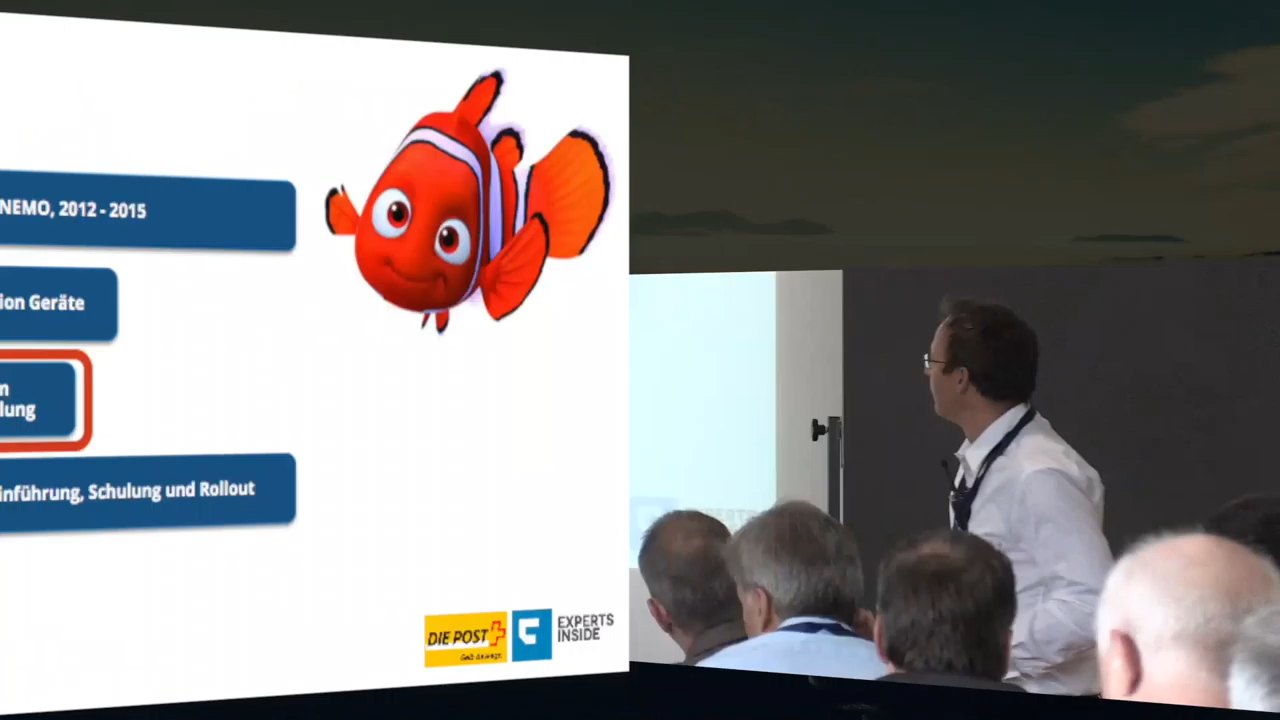 NEMO, 2012 - 2015
ion Geräte
m
lung
inführung, Schulung und Rollout
DIE POST
EXPERTS
INSIDE